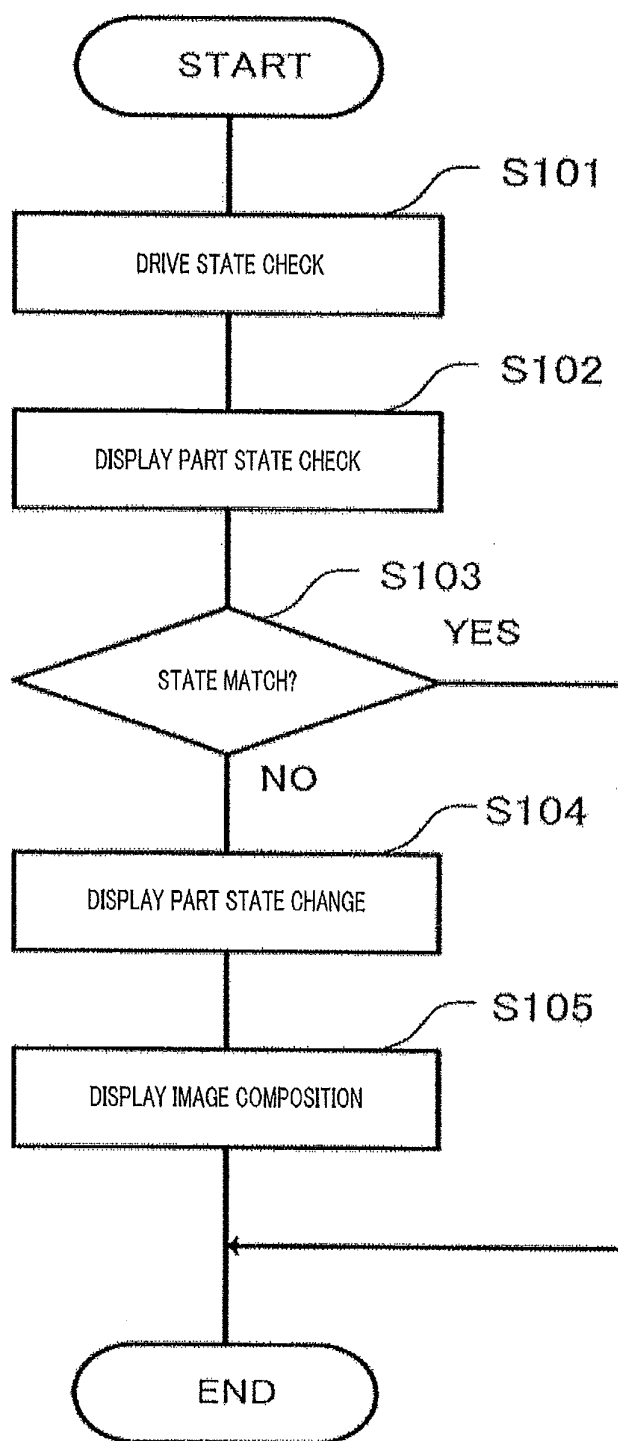 START
S101
DRIVE STATE CHECK
S102
DISPLAY PART STATE CHECK
S103
YES
STATE MATCH?
NO
S104
DISPLAY PART STATE CHANGE
S105
DISPLAY IMAGE COMPOSITION
END